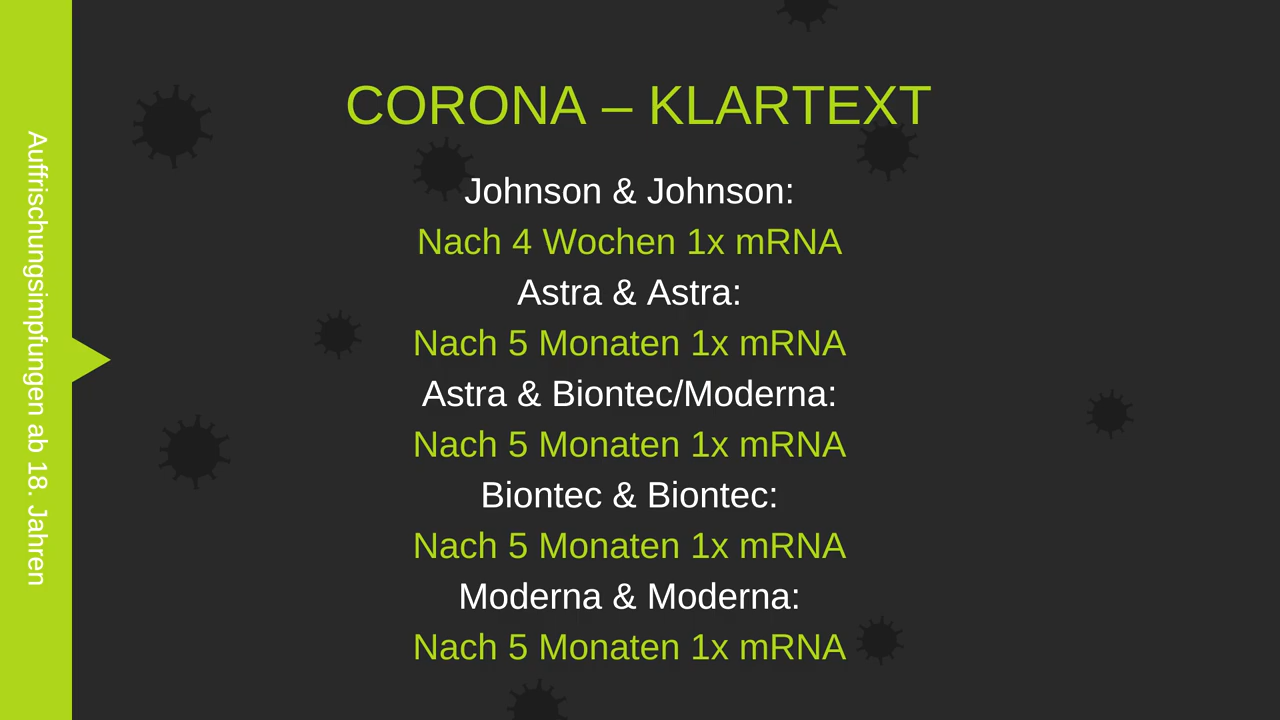 CORONA – KLARTEXT
Johnson & Johnson:
Nach 4 Wochen 1x mRNA
Astra & Astra:
Nach 5 Monaten 1x mRNA
Astra & Biontec/Moderna:
Nach 5 Monaten 1x mRNA
Biontec & Biontec:
Nach 5 Monaten 1x mRNA
Moderna & Moderna:
Nach 5 Monaten 1x mRNA
Auffrischungsimpfungen ab 18. Jahren